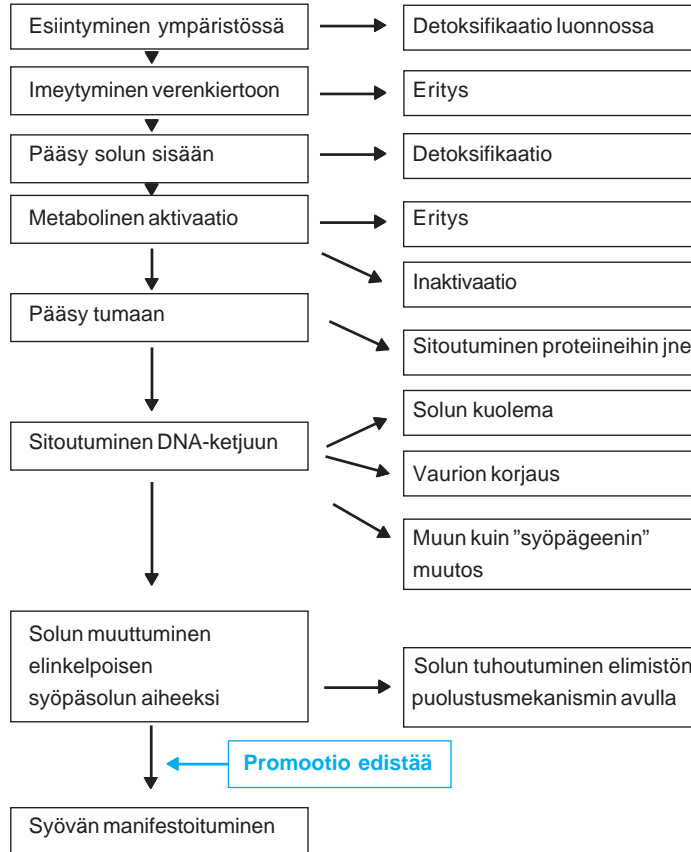 Esiintyminen ympäristössä
Detoksifikaatio luonnossa
Imeytyminen verenkiertoon
Eritys
Pääsy solun sisään
Detoksifikaatio
Metabolinen aktivaatio
Eritys
Inaktivaatio
Pääsy tumaan
Sitoutuminen proteiineihin jne
Solun kuolema
Sitoutuminen DNA-ketjuun
Vaurion korjaus
Muun kuin ”syöpägeenin”
muutos
Solun muuttuminen
elinkelpoisen
syöpäsolun aiheeksi
Solun tuhoutuminen elimistön
puolustusmekanismin avulla
Promootio edistää
Syövän manifestoituminen